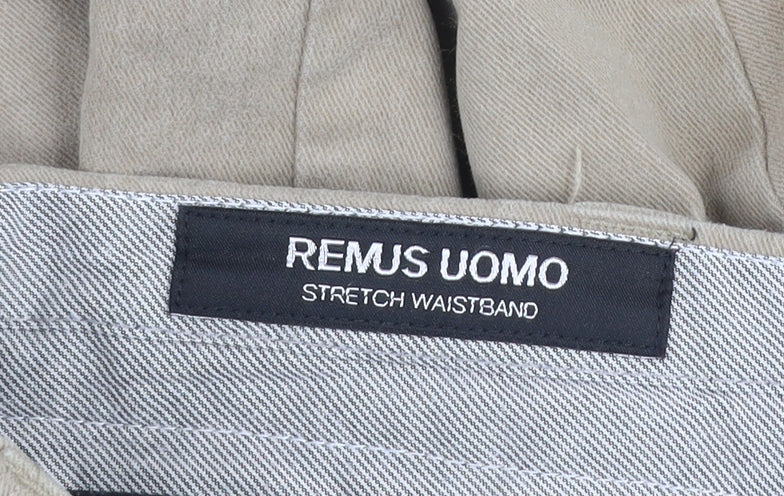 REMUS UOMO
STRETCH WAISTBAND